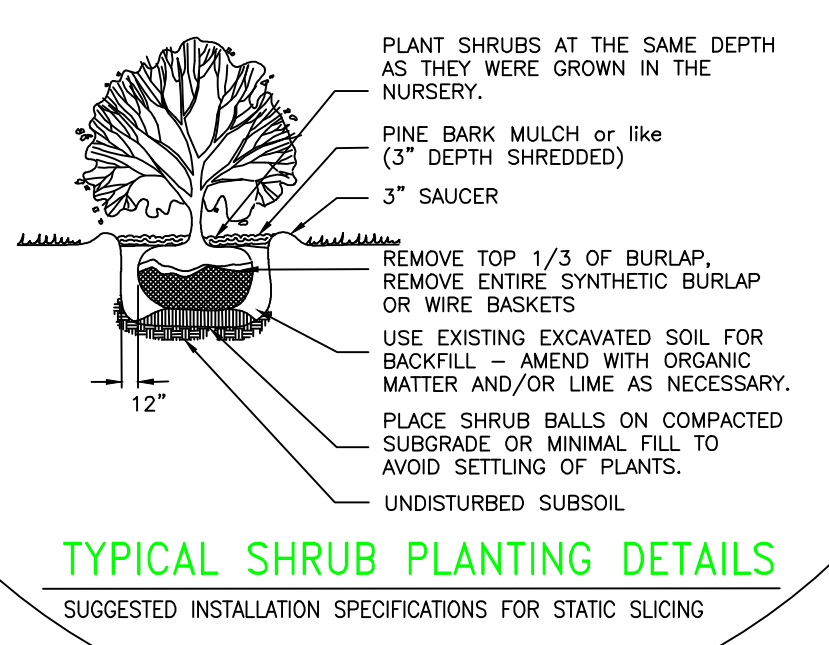 PLANT SHRUBS AT THE SAME DEPTH
AS THEY WERE GROWN IN THE
NURSERY.
PINE BARK MULCH or like
(3" DEPTH SHREDDED)
3" SAUCER
REMOVE TOP 1/3 OF BURLAP,
REMOVE ENTIRE SYNTHETIC BURLAP
OR WIRE BASKETS
USE EXISTING EXCAVATED SOIL FOR
BACKFILL – AMEND WITH ORGANIC
MATTER AND/OR LIME AS NECESSARY.
12"
PLACE SHRUB BALLS ON COMPACTED
SUBGRADE OR MINIMAL FILL TO
AVOID SETTLING OF PLANTS.
UNDISTURBED SUBSOIL
TYPICAL SHRUB PLANTING DETAILS
SUGGESTED INSTALLATION SPECIFICATIONS FOR STATIC SLICING